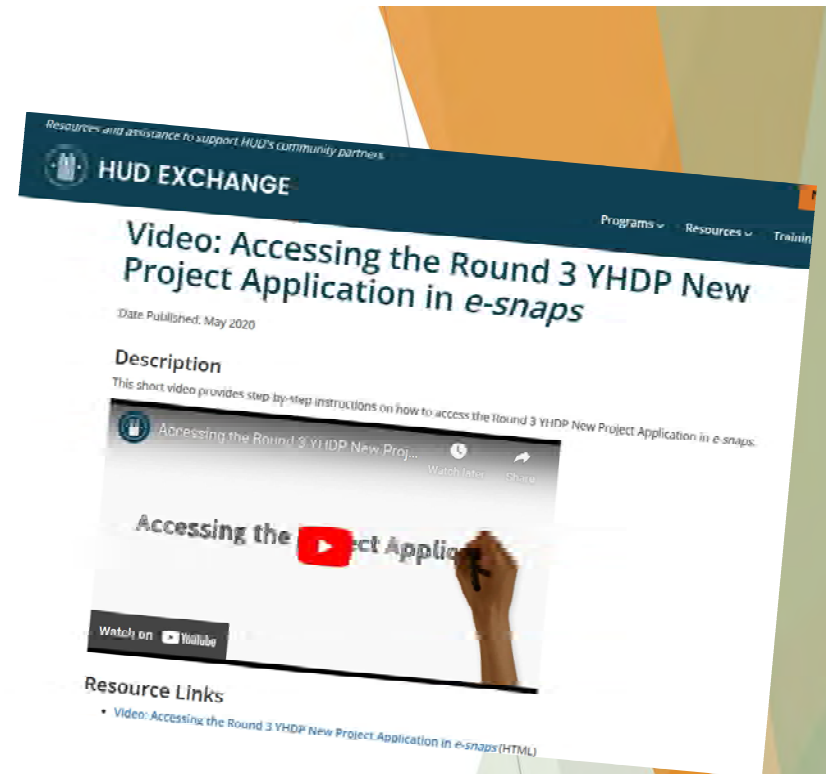 Resources and assistance to support HUD's community partners
HUD EXCHANGE
Programs Resources Trainin
Video: Accessing the Round 3 YHDP New
Project Application in e-snaps
Date Published: May 2020
Description
This short video provides step-by-step instructions on how to access the Round 3 YHDP New Project Application in e-snaps.
Accessing the Round 3 YHDP New Proj...
Watch later Share
Accessing the ect Applic
Watch on YouTube
Resource Links
• Video: Accessing the Round 3 YHDP New Project Application in e-snaps (HTML)